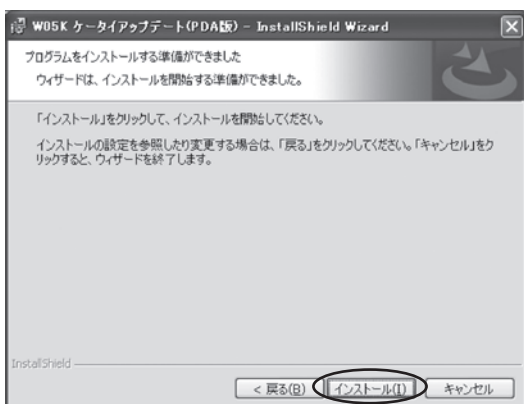 W05K ケータイアップデート(PDA版) - InstallShield Wizard
プログラムをインストールする準備ができました
ウィザードは、インストールを開始する準備ができました。
「インストール」をクリックして、インストールを開始してください。
インストールの設定を参照したり変更する場合は、「戻る」をクリックしてください。「キャンセル」をク
リックすると、ウィザードを終了します。
InstallShield
< 戻る(B) インストール(I) キャンセル